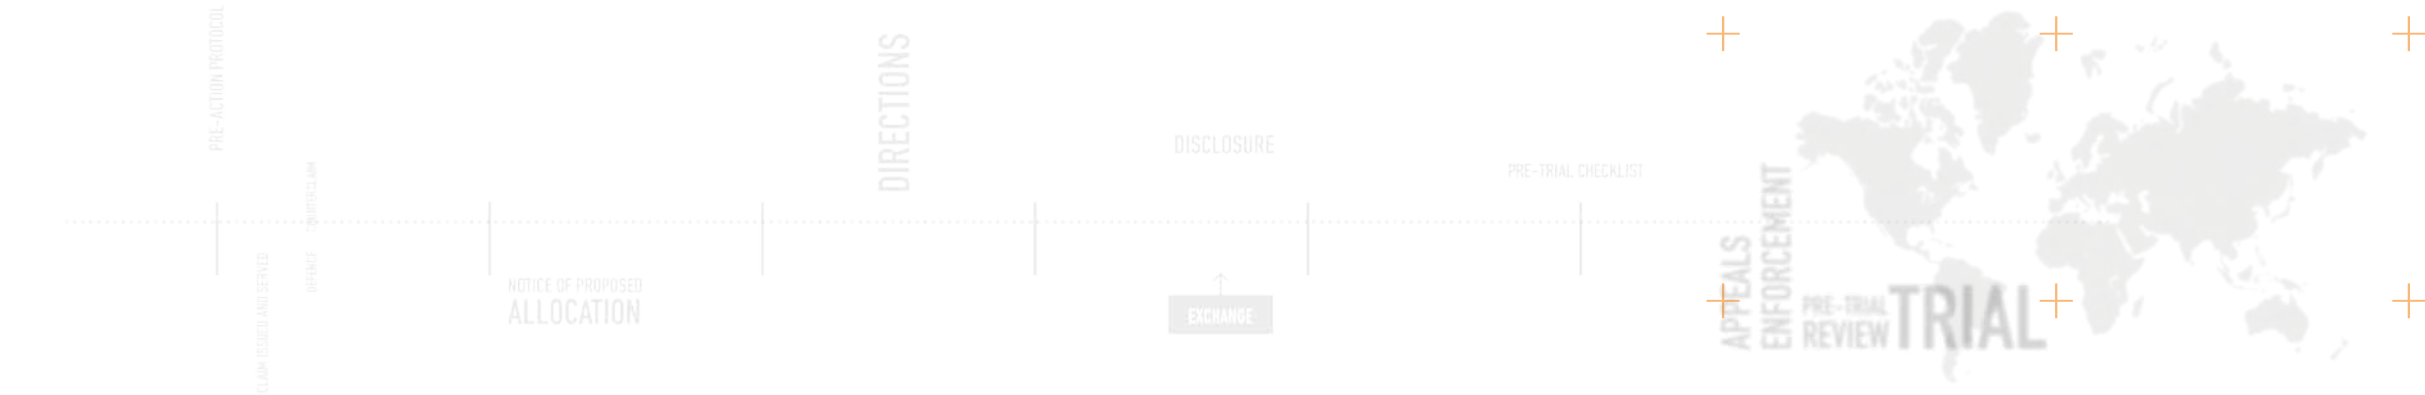 PRE-ACTION PROTOCOL
CLAIM ISSUED AND SERVED
DEFENCE COUNTERCLAIM
NOTICE OF PROPOSED
ALLOCATION
DIRECTIONS
DISCLOSURE
EXCHANGE
PRE-TRIAL CHECKLIST
APPEALS
ENFORCEMENT
PRE-TRIAL
REVIEW
TRIAL